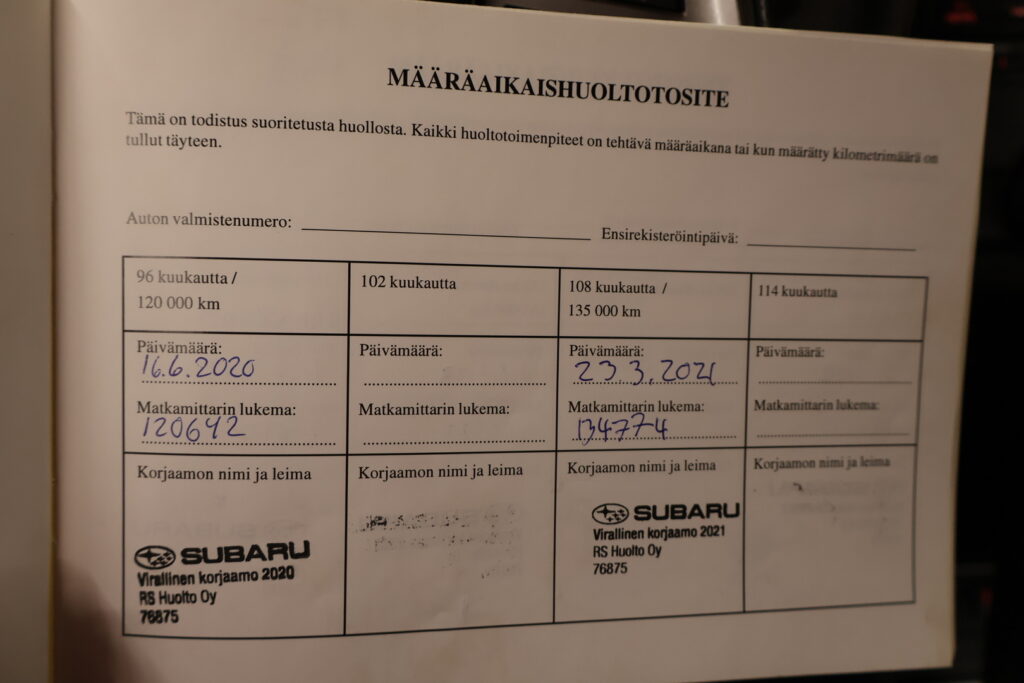 MÄÄRÄAIKAISHUOLTOTOSITE
Tämä on todistus suoritetusta huollosta. Kaikki huoltotoimenpiteet on tehtävä määräaikana tai kun määrätty kilometrimäärä on
tullut täyteen.
Auton valmistenumero:
Ensirekisteröintipäivä:
96 kuukautta /
120 000 km
102 kuukautta
108 kuukautta /
135 000 km
114 kuukautta
Päivämäärä:
16.6.2020
Päivämäärä:
Päivämäärä:
23.3.2021
Päivämäärä:
Matkamittarin lukema:
120642
Matkamittarin lukema:
Matkamittarin lukema:
134774
Matkamittarin lukema:
Korjaamon nimi ja leima
SUBARU
Virallinen korjaamo 2020
RS Huolto Oy
76875
Korjaamon nimi ja leima
Korjaamon nimi ja leima
SUBARU
Virallinen korjaamo 2021
RS Huolto Oy
76875
Korjaamon nimi ja leima